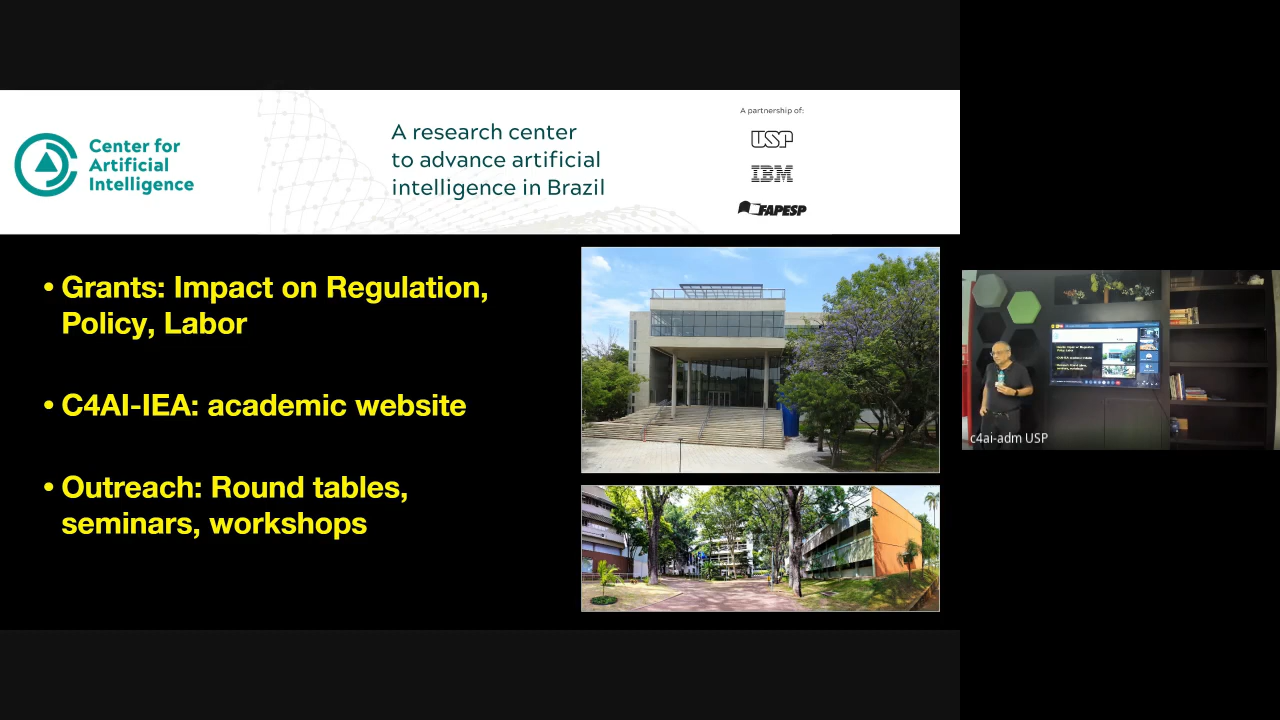 Center for
Artificial
Intelligence
A research center
to advance artificial
intelligence in Brazil
A partnership of:
USP
IBM
FAPESP
• Grants: Impact on Regulation,
Policy, Labor
• C4AI-IEA: academic website
• Outreach: Round tables,
seminars, workshops
c4ai-adm USP